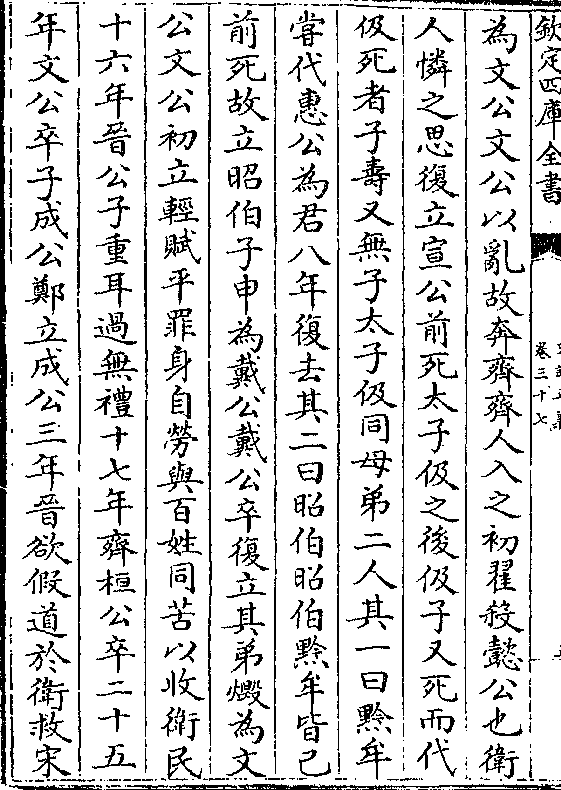 欽定四庫全書
卷三十七
為文公文公以亂故奔齊齊人入之初翟殺懿公也衛
人憐之思復立宣公前死太子伋之後伋子又死而代
伋死者子壽又無子太子伋同母弟二人其一曰黔牟
嘗代惠公為君八年復去其二曰昭伯昭伯黔牟皆已
前死故立昭伯子申為戴公戴公卒復立其弟燬為文
公文公初立輕賦平罪身自勞與百姓同苦以收衛民
十六年晉公子重耳過無禮十七年齊桓公卒二十五
年文公卒子成公鄭立成公三年晉欲假道於衛救宋